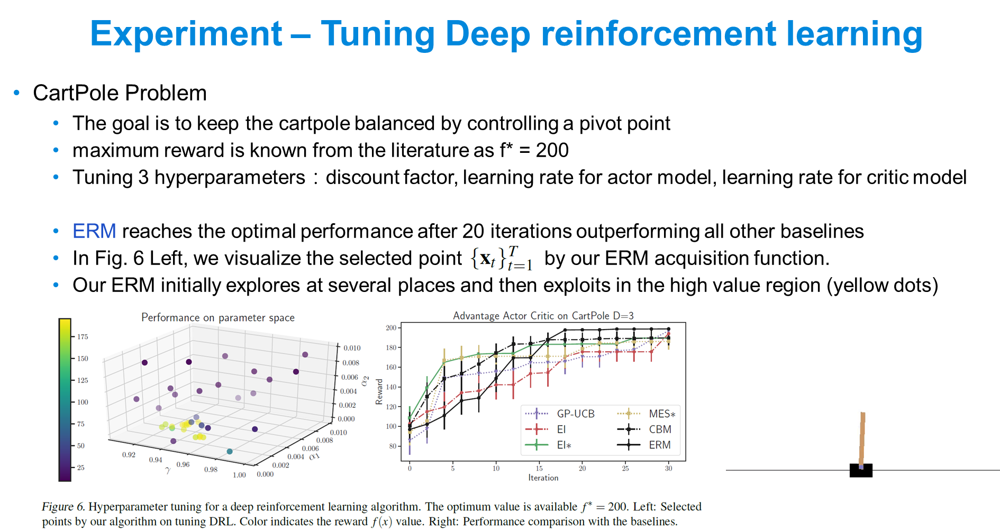 Experiment – Tuning Deep reinforcement learning
• CartPole Problem
• The goal is to keep the cartpole balanced by controlling a pivot point
• maximum reward is known from the literature as f* = 200
• Tuning 3 hyperparameters：discount factor, learning rate for actor model, learning rate for critic model
• ERM reaches the optimal performance after 20 iterations outperforming all other baselines
• In Fig. 6 Left, we visualize the selected point {x_t}_{t=1}^T by our ERM acquisition function.
• Our ERM initially explores at several places and then exploits in the high value region (yellow dots)
Performance on parameter space
175
150
125
100
75
50
25
0.010
0.008
0.006
0.004
0.002
0.000
α2
0.010
0.008
0.006
0.004
0.002
0.000
α1
0.92
0.94
0.96
0.98
1.00
γ
Advantage Actor Critic on CartPole D=3
200
180
160
140
120
100
80
Reward
0 5 10 15 20 25 30
Iteration
GP-UCB
EI
EI∗
MES∗
CBM
ERM
Figure 6. Hyperparameter tuning for a deep reinforcement learning algorithm. The optimum value is available f* = 200. Left: Selected
points by our algorithm on tuning DRL. Color indicates the reward f(x) value. Right: Performance comparison with the baselines.